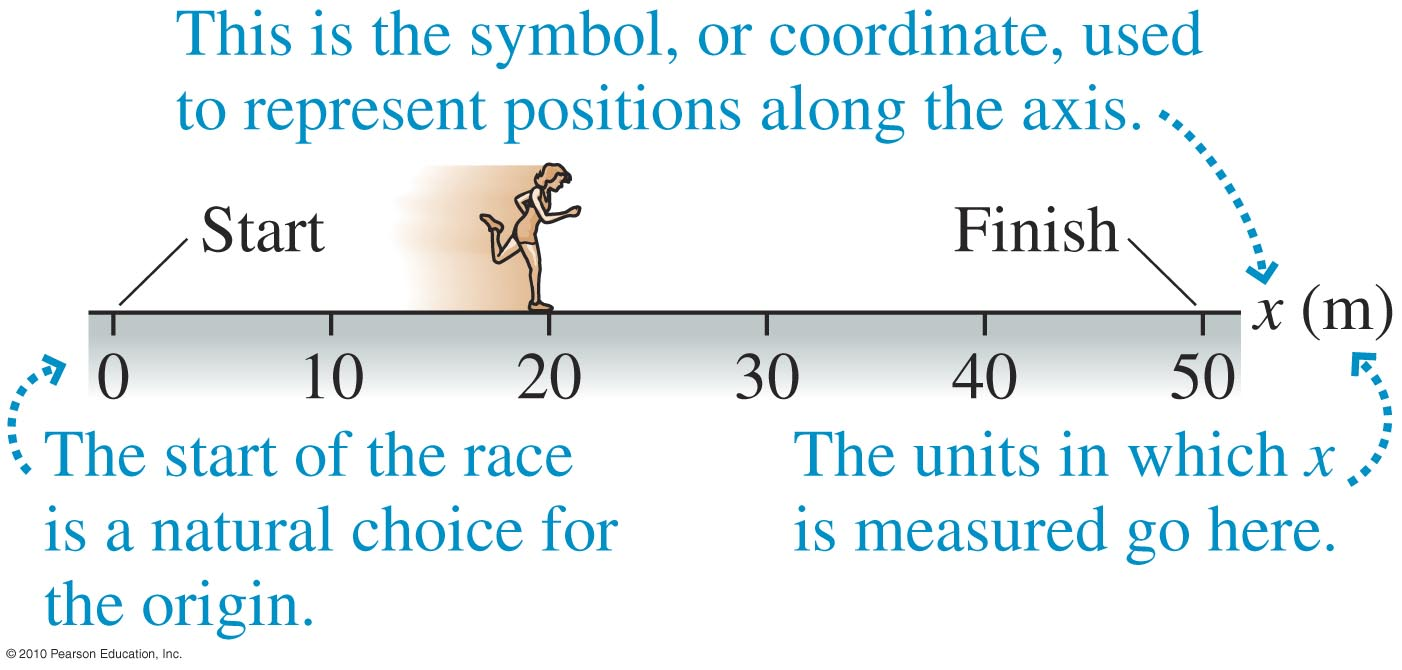 This is the symbol, or coordinate, used
to represent positions along the axis.
Start
Finish
x (m)
0 10 20 30 40 50
The start of the race
is a natural choice for
the origin.
The units in which x
is measured go here.
© 2010 Pearson Education, Inc.